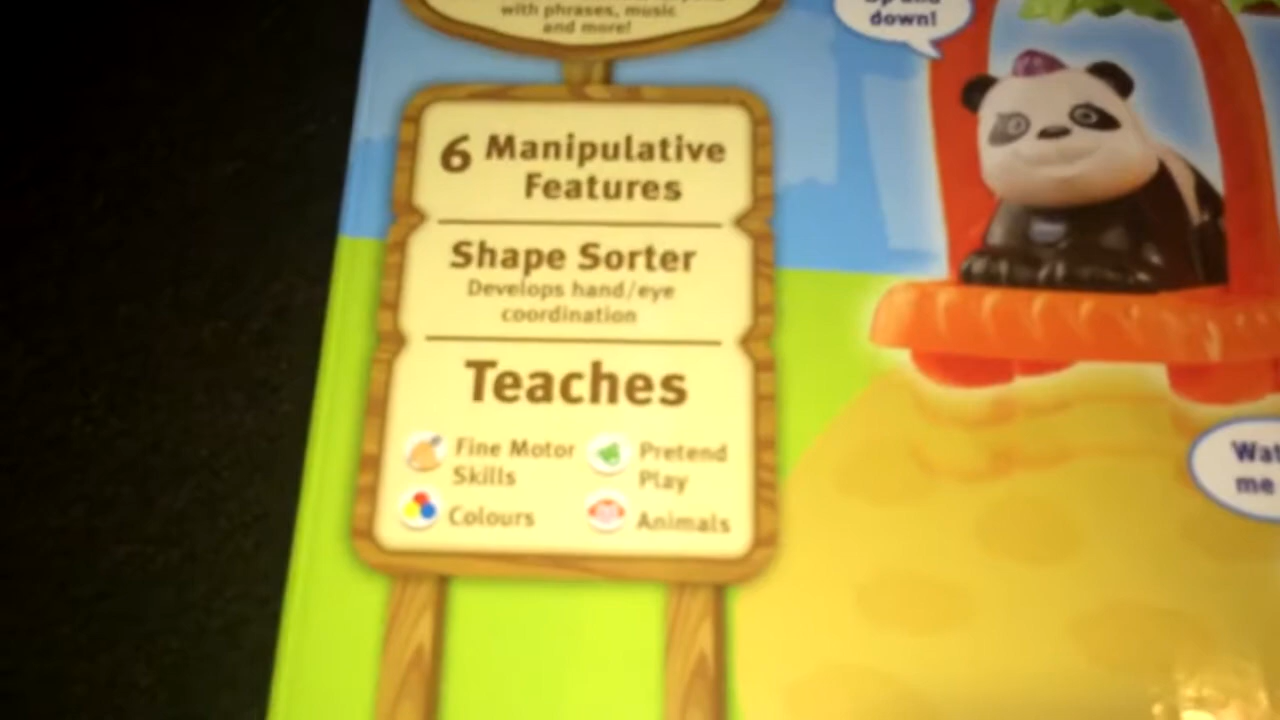 with phrases, music
and more!
down!
6 Manipulative
Features
Shape Sorter
Develops hand/eye
coordination
Teaches
Fine Motor
Skills
Pretend
Play
Colours
Animals
me